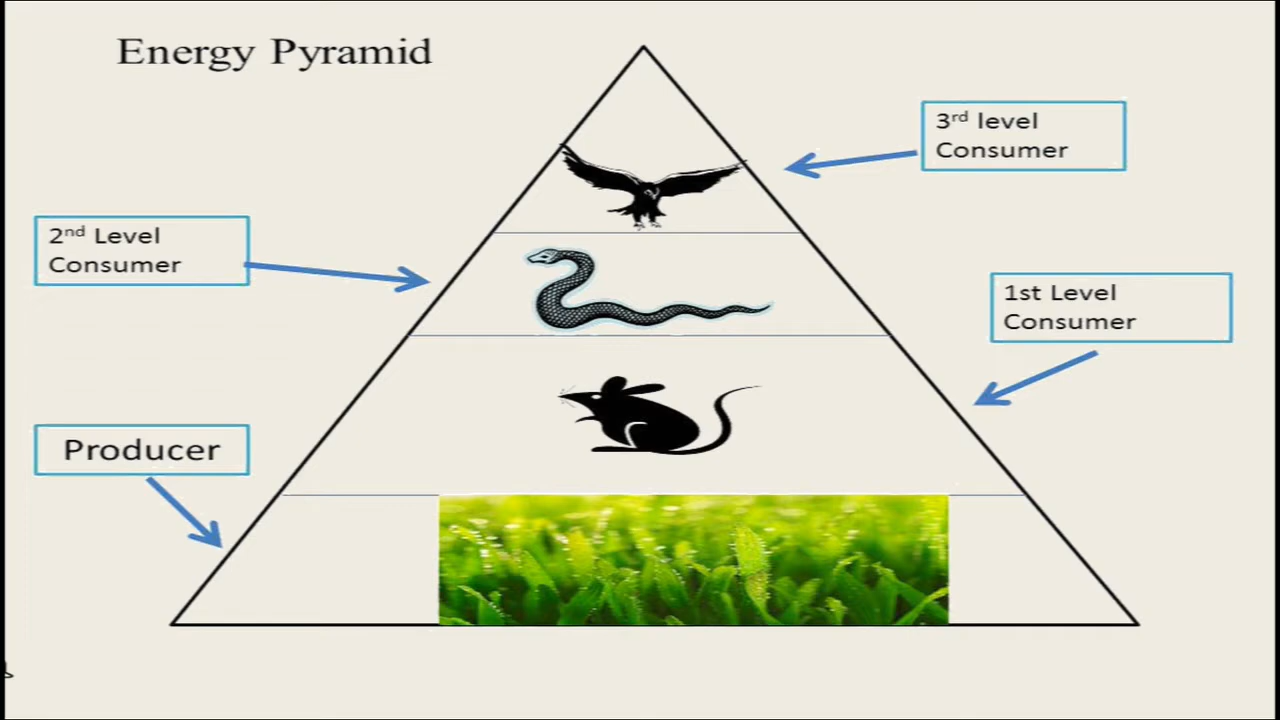 Energy Pyramid
3rd level
Consumer
2nd Level
Consumer
1st Level
Consumer
Producer